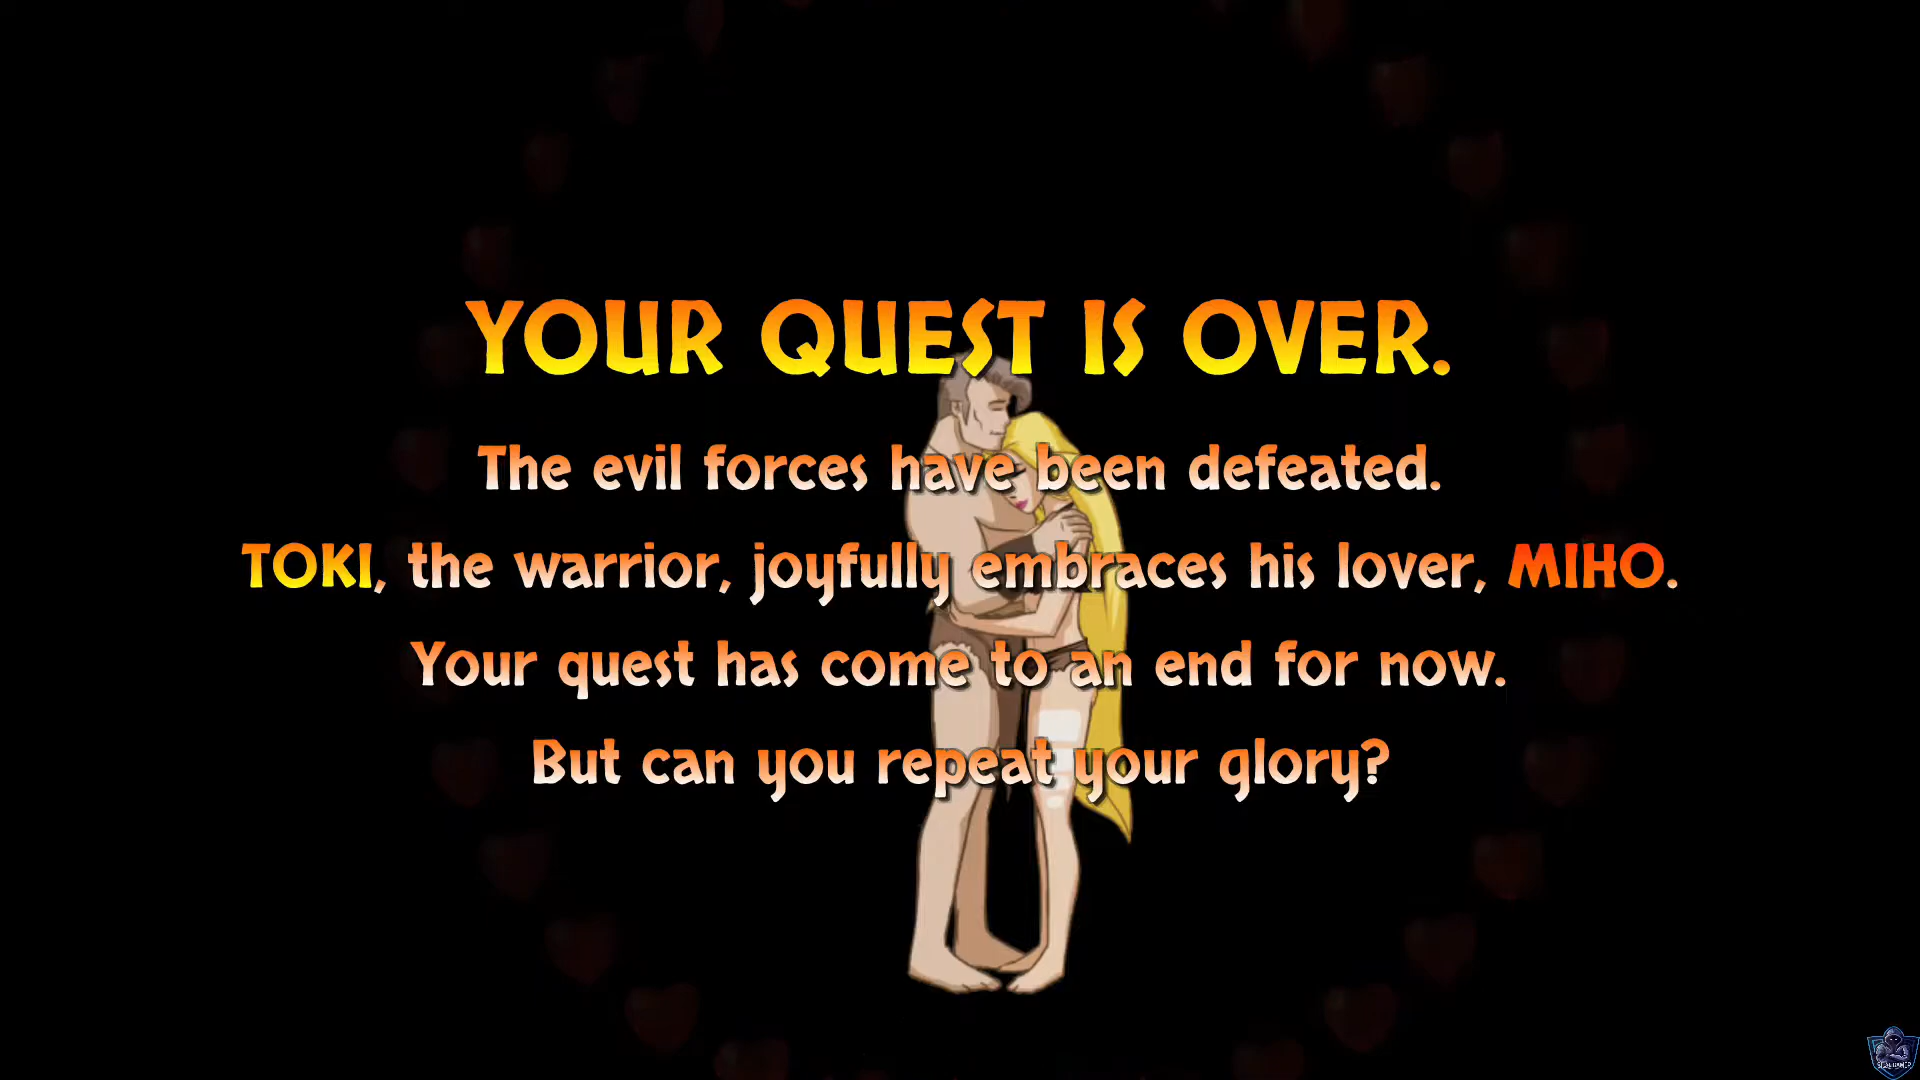 YOUR QUEST IS OVER.
The evil forces have been defeated.
TOKI, the warrior, joyfully embraces his lover, MIHO.
Your quest has come to an end for now.
But can you repeat your glory?